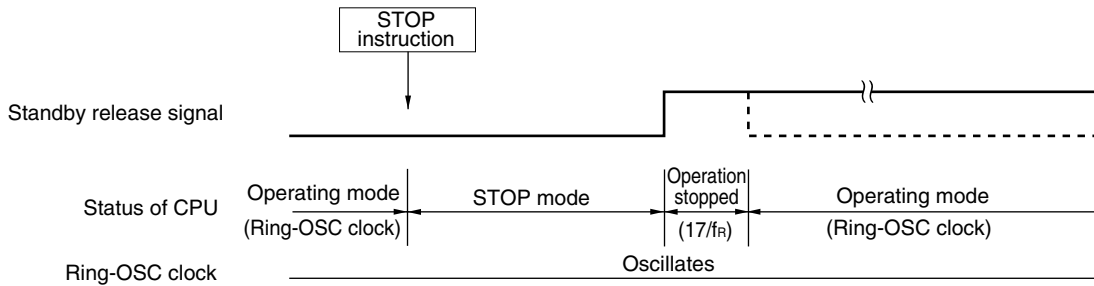 STOP
instruction
Standby release signal
Status of CPU
Operating mode
(Ring-OSC clock)
STOP mode
Operation
stopped
(17/fR)
Operating mode
(Ring-OSC clock)
Ring-OSC clock
Oscillates